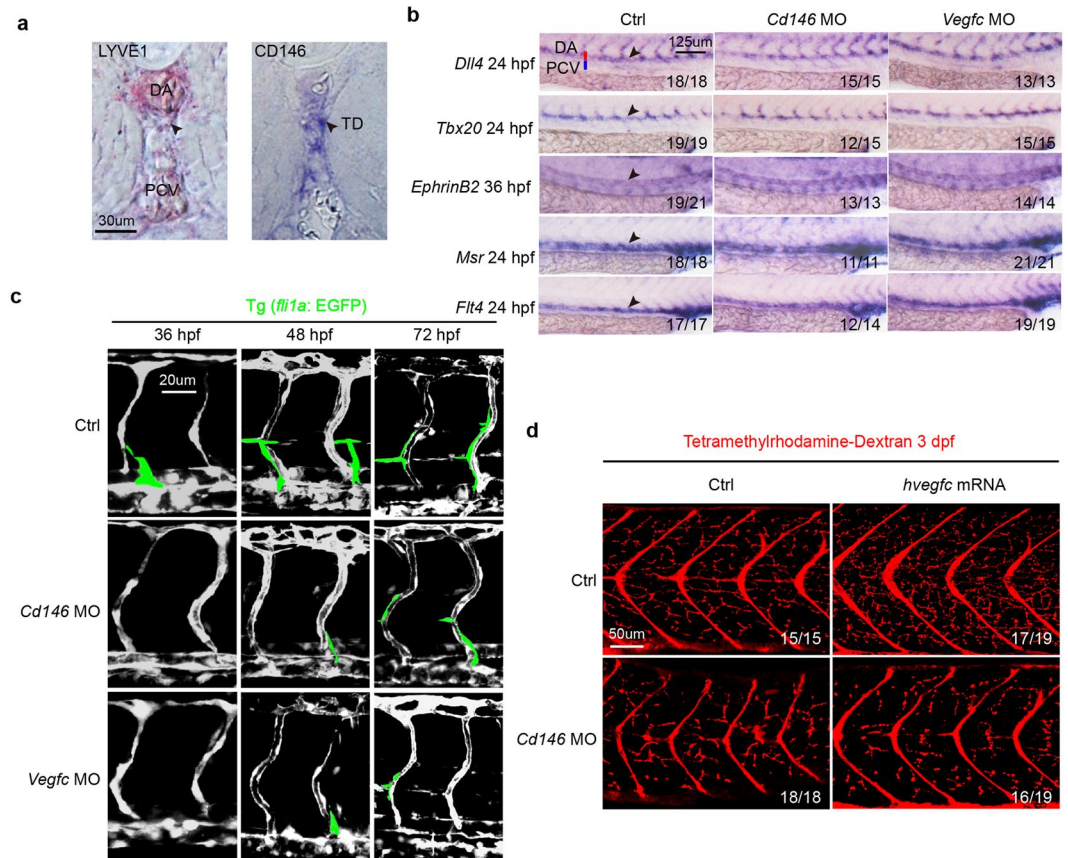 a
LYVE1
CD146
DA
TD
PCV
30um
b
Ctrl
Cd146 MO
Vegfc MO
Dll4 24 hpf
DA
PCV
125um
18/18
15/15
13/13
Tbx20 24 hpf
19/19
12/15
15/15
EphrinB2 36 hpf
19/21
13/13
14/14
Msr 24 hpf
18/18
11/11
21/21
Flt4 24 hpf
17/17
12/14
19/19
c
Tg (fli1a: EGFP)
36 hpf
48 hpf
72 hpf
Ctrl
20um
Cd146 MO
Vegfc MO
d
Tetramethylrhodamine-Dextran 3 dpf
Ctrl
hvegfc mRNA
Ctrl
50um
15/15
17/19
Cd146 MO
18/18
16/19